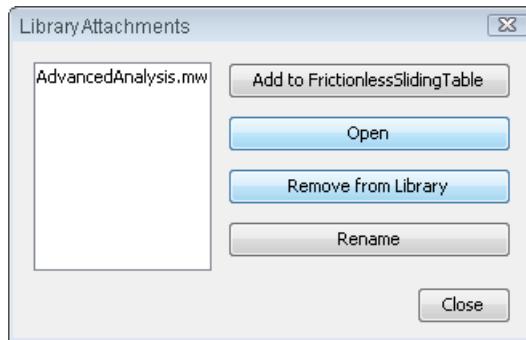 Library Attachments
AdvancedAnalysis.mw
Add to FrictionlessSlidingTable
Open
Remove from Library
Rename
Close